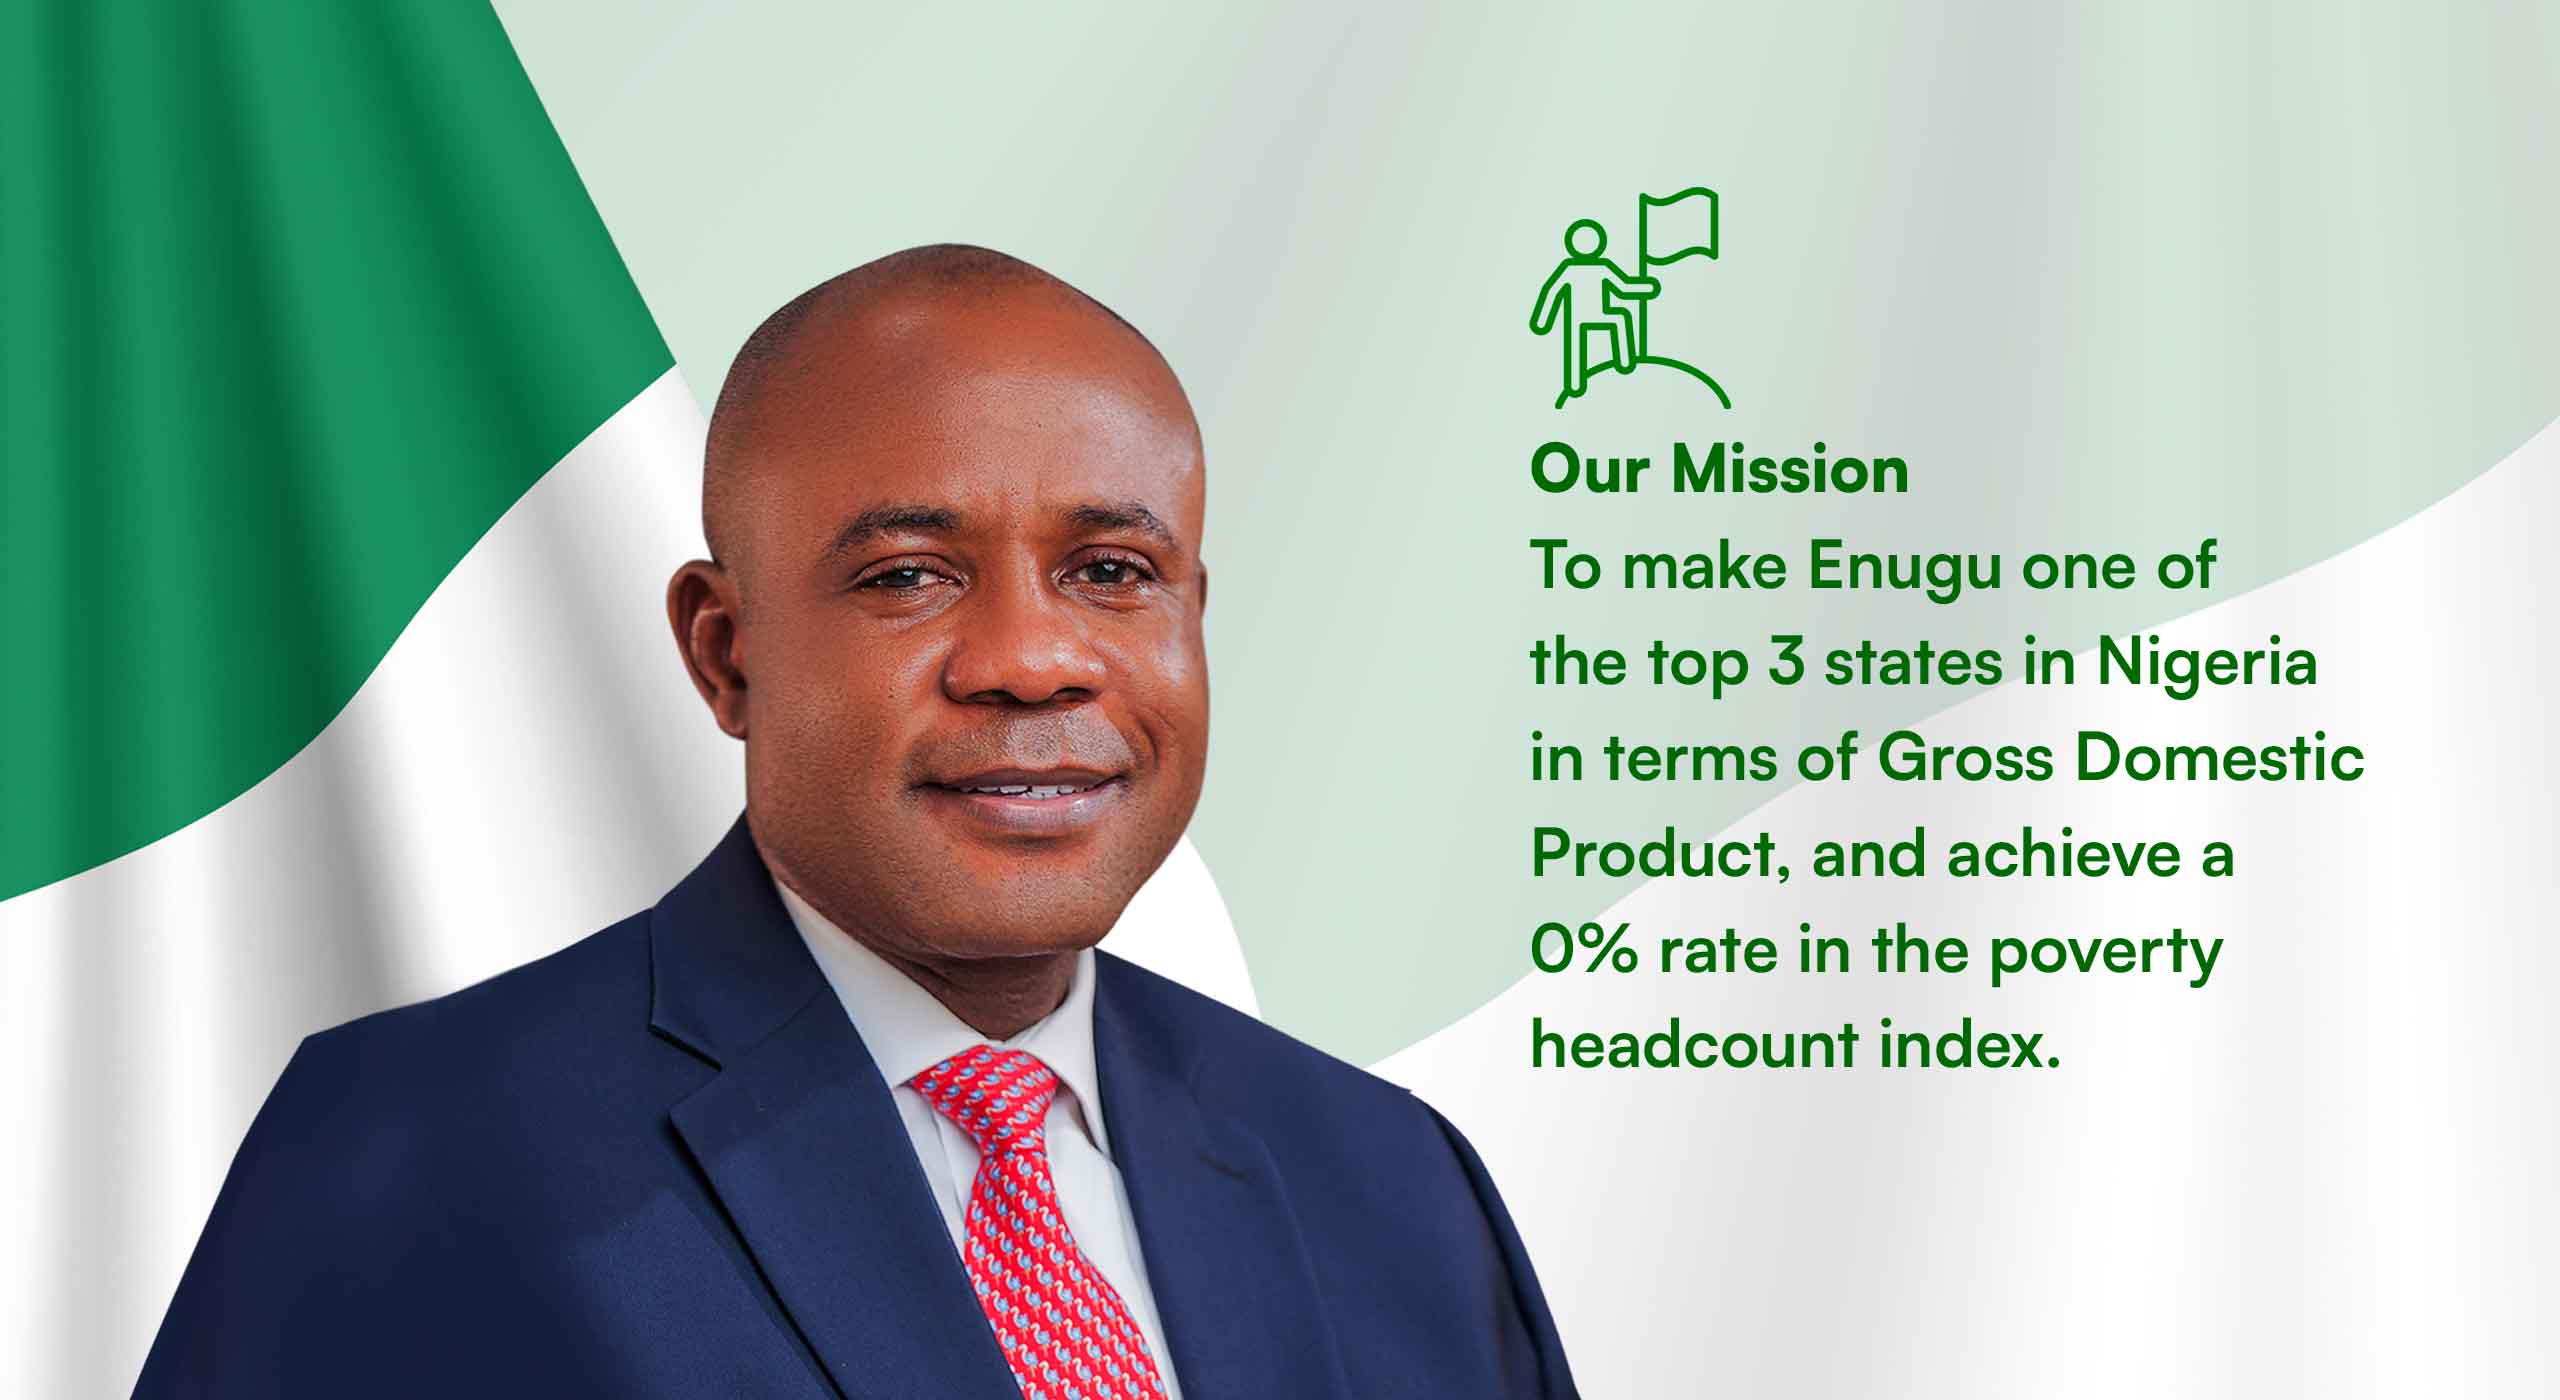 Our Mission
To make Enugu one of
the top 3 states in Nigeria
in terms of Gross Domestic
Product, and achieve a
0% rate in the poverty
headcount index.